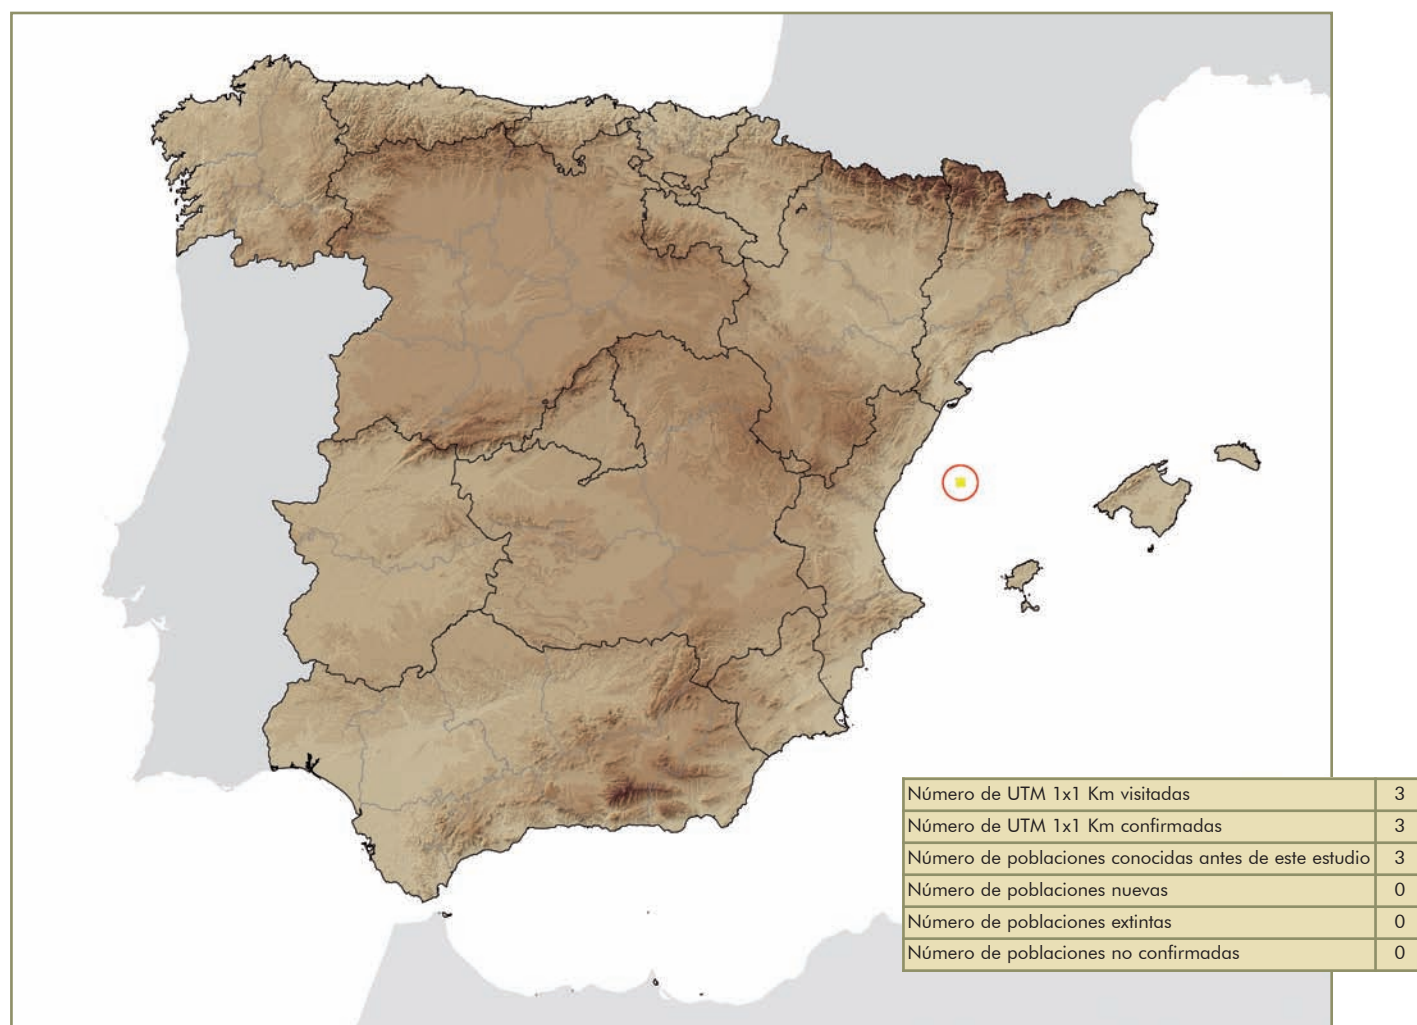 Número de UTM 1x1 Km visitadas 3
Número de UTM 1x1 Km confirmadas 3
Número de poblaciones conocidas antes de este estudio 3
Número de poblaciones nuevas 0
Número de poblaciones extintas 0
Número de poblaciones no confirmadas 0